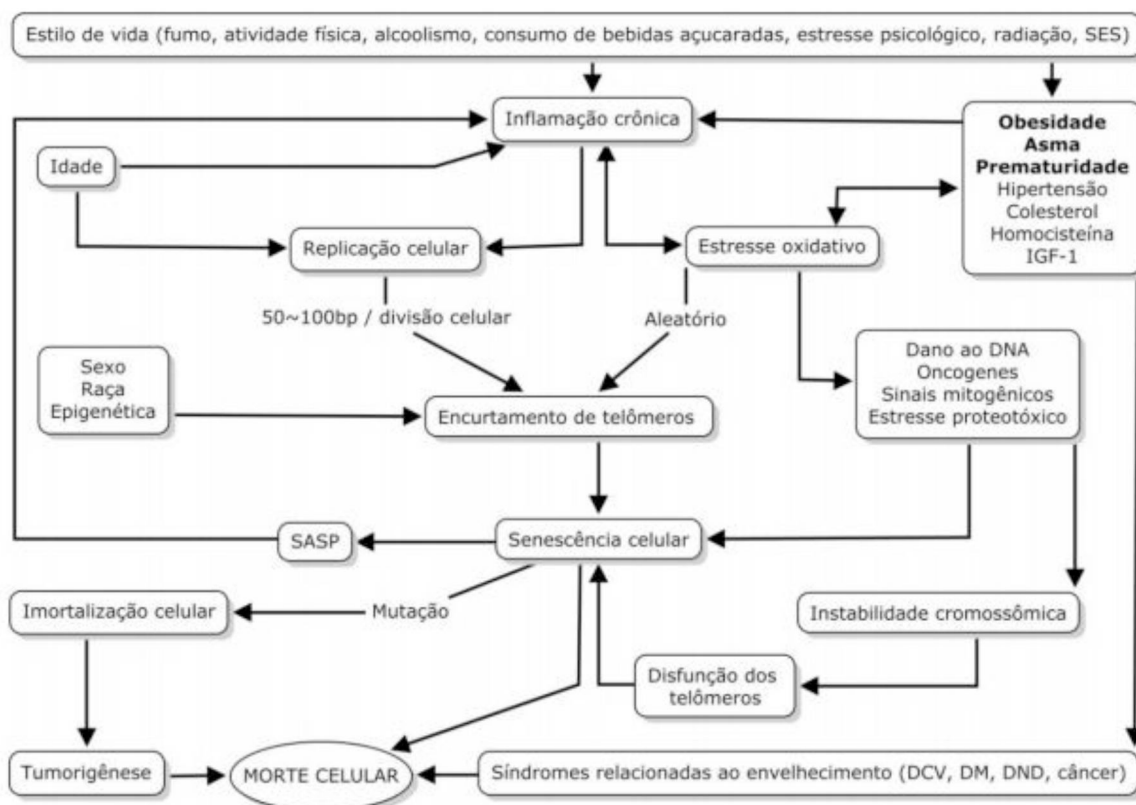 Estilo de vida (fumo, atividade física, alcoolismo, consumo de bebidas açucaradas, estresse psicológico, radiação, SES)
Inflamação crônica
Obesidade
Asma
Prematuridade
Hipertensão
Colesterol
Homocisteína
IGF-1
Idade
Replicação celular
Estresse oxidativo
50~100bp / divisão celular
Aleatório
Sexo
Raça
Epigenética
Dano ao DNA
Oncogenes
Sinais mitogênicos
Estresse proteotóxico
Encurtamento de telômeros
SASP
Senescência celular
Imortalização celular
Mutação
Instabilidade cromossômica
Disfunção dos
telômeros
Tumorigênese
MORTE CELULAR
Síndromes relacionadas ao envelhecimento (DCV, DM, DND, câncer)